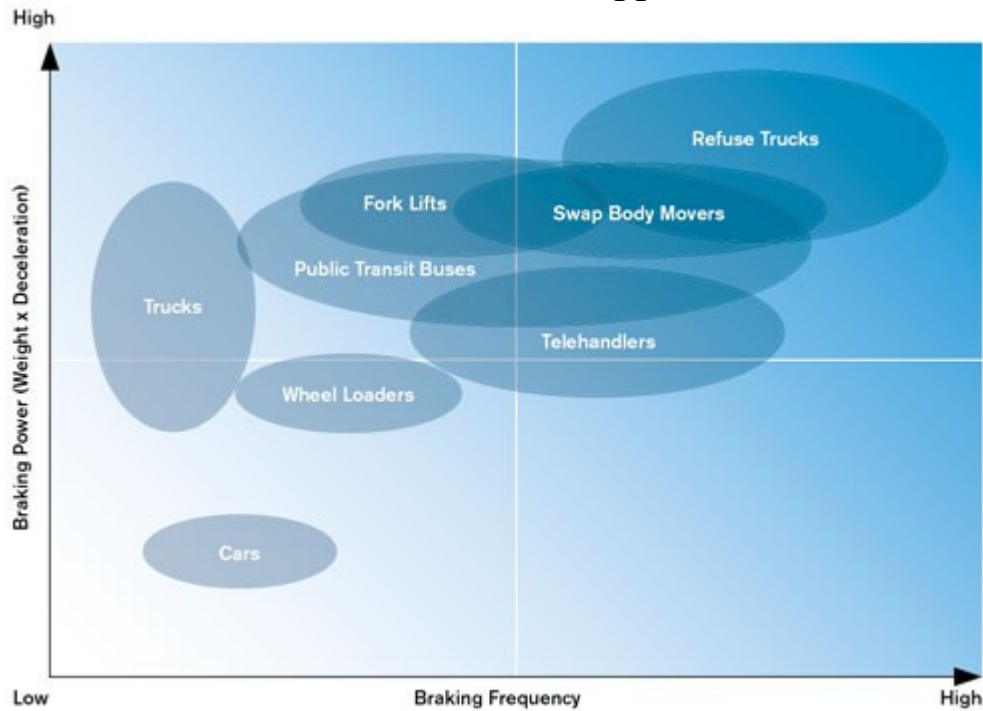 High
Refuse Trucks
Fork Lifts
Swap Body Movers
Public Transit Buses
Trucks
Telehandlers
Wheel Loaders
Cars
Braking Power (Weight x Deceleration)
Low
Braking Frequency
High